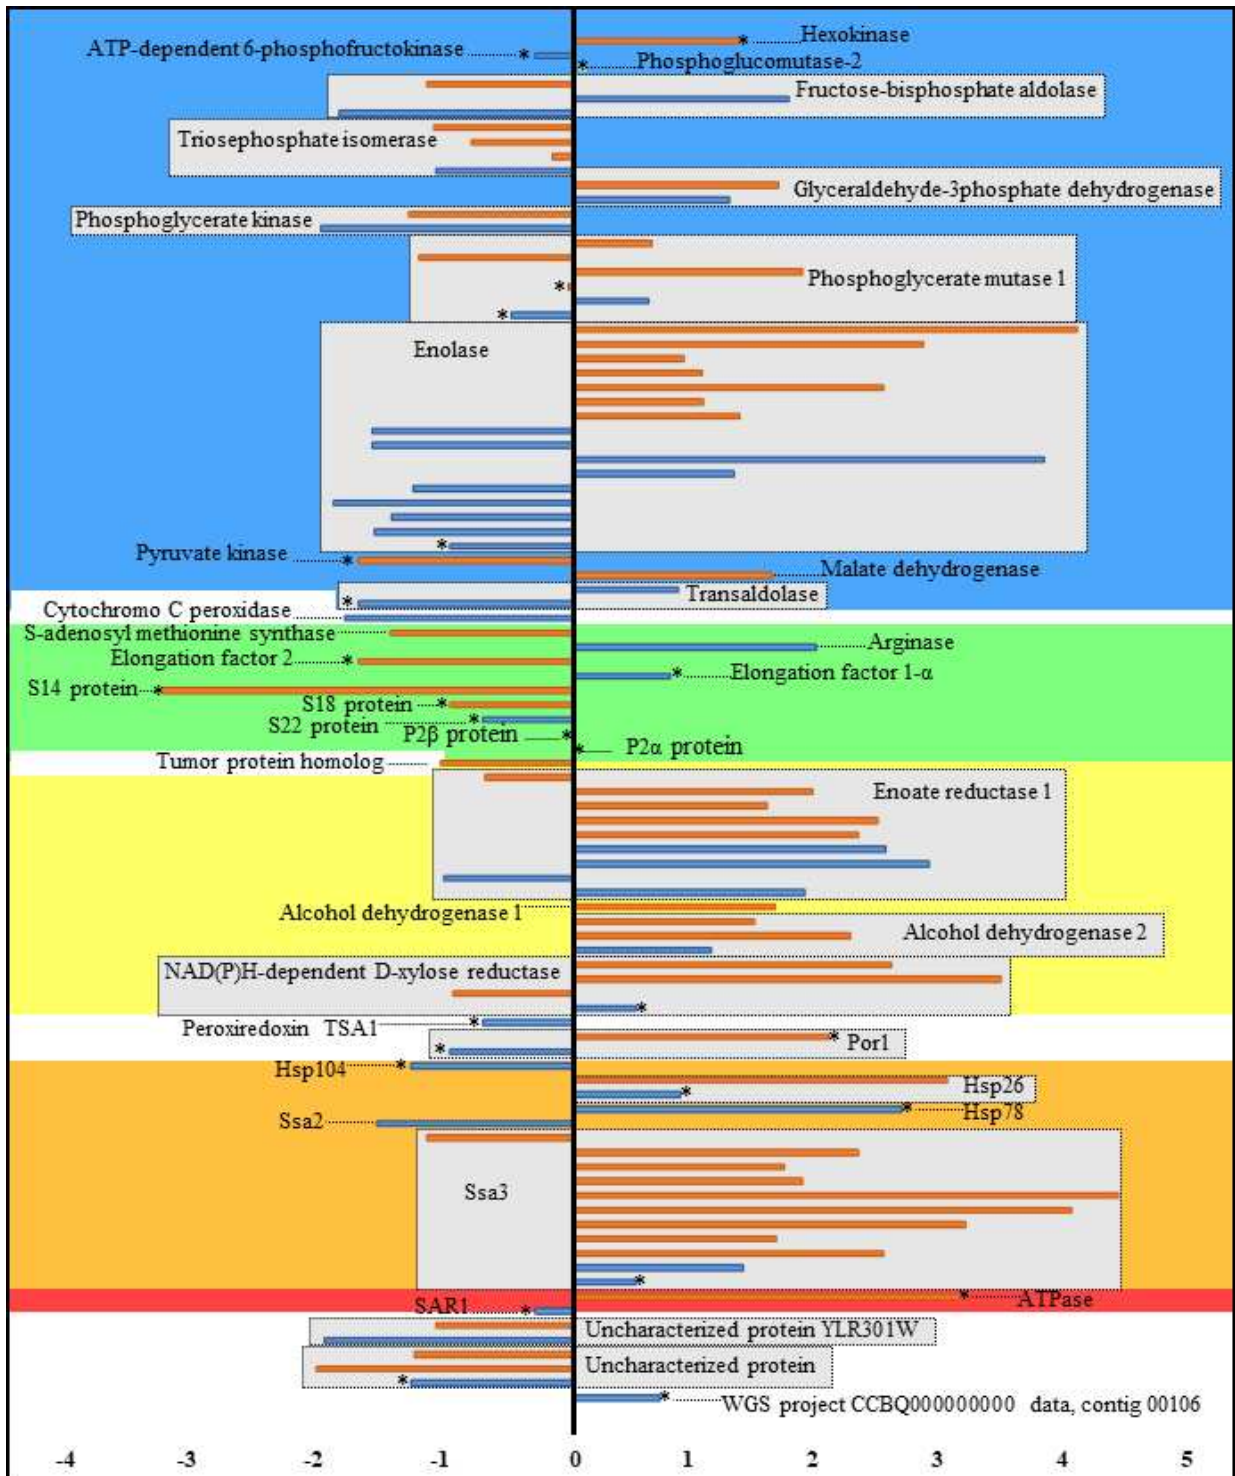 Hexokinase
ATP-dependent 6-phosphofructokinase
*
*
*
Phosphoglucomutase-2
Fructose-bisphosphate aldolase
Triosephosphate isomerase
Glyceraldehyde-3phosphate dehydrogenase
Phosphoglycerate kinase
Phosphoglycerate mutase 1
*
*
Enolase
*
Pyruvate kinase
*
Malate dehydrogenase
Transaldolase
*
Cytochromo C peroxidase
S-adenosyl methionine synthase
Arginase
Elongation factor 2
*
*
Elongation factor 1-α
S14 protein
*
S18 protein
*
S22 protein
*
P2β protein
*
*
P2α protein
Tumor protein homolog
Enoate reductase 1
Alcohol dehydrogenase 1
Alcohol dehydrogenase 2
NAD(P)H-dependent D-xylose reductase
*
Peroxiredoxin TSA1
*
*
Por1
*
Hsp104
*
Hsp26
*
Hsp78
*
Ssa2
Ssa3
*
*
ATPase
SAR1
*
Uncharacterized protein YLR301W
Uncharacterized protein
*
*
WGS project CCBQ000000000 data, contig 00106
-4 -3 -2 -1 0 1 2 3 4 5